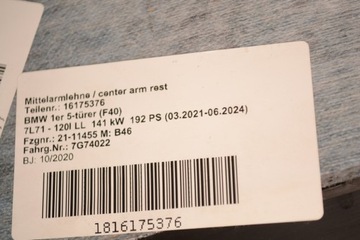 Mittelarmlehne / center arm rest
Teilenr.: 16175376
BMW 1er 5-türer (F40)
7L71 - 120I LL 141 kW 192 PS (03.2021-06.2024)
Fzgnr.: 21-11455 M: B46
Fahrg.Nr.: 7G74022
BJ: 10/2020
1816175376